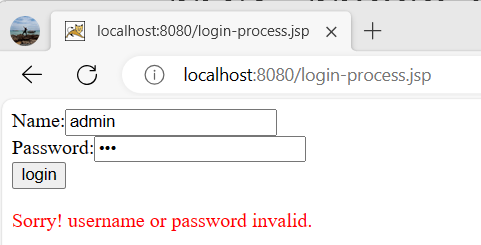 localhost:8080/login-process.jsp
localhost:8080/login-process.jsp
Name:admin
Password:•••
login
Sorry! username or password invalid.